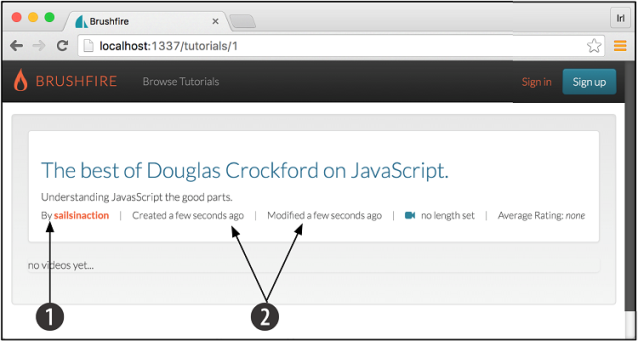 Brushfire
Irl
localhost:1337/tutorials/1
BRUSHFIRE Browse Tutorials Sign in Sign up
The best of Douglas Crockford on JavaScript.
Understanding JavasScript the good parts.
By sailsInaction | Created a few seconds ago | Modified a few seconds ago | no length set | Average Rating: none
no videos yet...
1 2